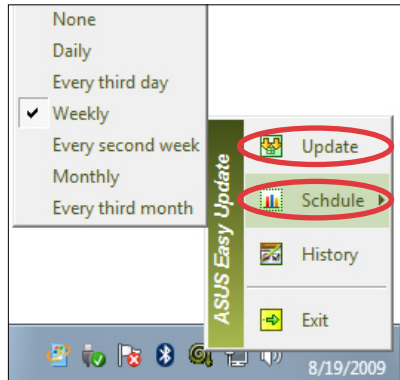 None
Daily
Every third day
Weekly
Every second week
Monthly
Every third month
ASUS Easy Update
Update
Schdule
History
Exit
8/19/2009